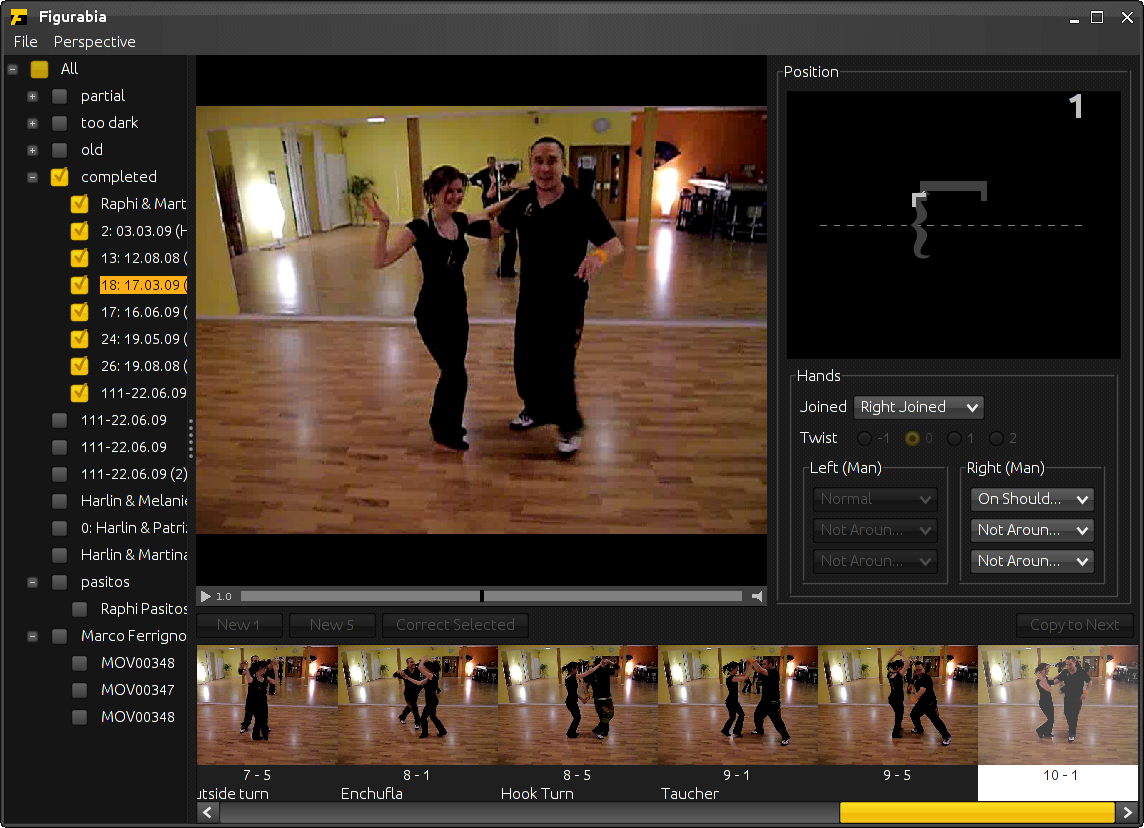 Figurabia
File Perspective
All
partial
too dark
old
completed
Raphi & Mart
2: 03.03.09 (H
13: 12.08.08 (
18: 17.03.09 (
17: 16.06.09 (
24: 19.05.09 (
26: 19.08.08 (
111-22.06.09
111-22.06.09
111-22.06.09
111-22.06.09 (2)
Harlin & Melanie
0: Harlin & Patriz
Harlin & Martina
pasitos
Raphi Pasitos
Marco Ferrigno
MOV00348
MOV00347
MOV00348
1.0
Position
1
Hands
Joined Right Joined
Twist -1 0 1 2
Left (Man) Right (Man)
Normal On Should...
Not Aroun... Not Aroun...
Not Aroun... Not Aroun...
New 1 New 5 Correct Selected Copy to Next
7 - 5 8 - 1 8 - 5 9 - 1 9 - 5 10 - 1
utside turn Enchufla Hook Turn Taucher